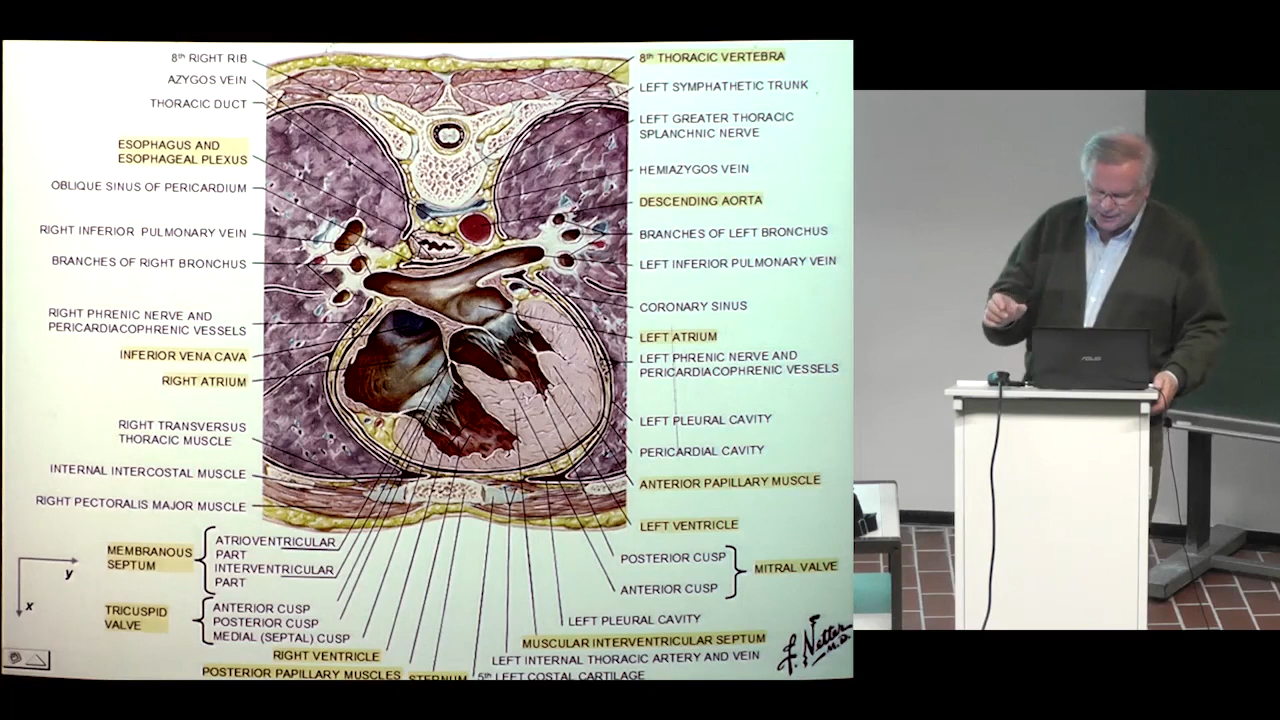 8th RIGHT RIB
AZYGOS VEIN
THORACIC DUCT
ESOPHAGUS AND
ESOPHAGEAL PLEXUS
OBLIQUE SINUS OF PERICARDIUM
RIGHT INFERIOR PULMONARY VEIN
BRANCHES OF RIGHT BRONCHUS
RIGHT PHRENIC NERVE AND
PERICARDIACOPHRENIC VESSELS
INFERIOR VENA CAVA
RIGHT ATRIUM
RIGHT TRANSVERSUS
THORACIC MUSCLE
INTERNAL INTERCOSTAL MUSCLE
RIGHT PECTORALIS MAJOR MUSCLE
8th THORACIC VERTEBRA
LEFT SYMPHATHETIC TRUNK
LEFT GREATER THORACIC
SPLANCHNIC NERVE
HEMIAZYGOS VEIN
DESCENDING AORTA
BRANCHES OF LEFT BRONCHUS
LEFT INFERIOR PULMONARY VEIN
CORONARY SINUS
LEFT ATRIUM
LEFT PHRENIC NERVE AND
PERICARDIACOPHRENIC VESSELS
LEFT PLEURAL CAVITY
PERICARDIAL CAVITY
ANTERIOR PAPILLARY MUSCLE
LEFT VENTRICLE
POSTERIOR CUSP
ANTERIOR CUSP
MITRAL VALVE
MEMBRANOUS
SEPTUM
ATRIOVENTRICULAR
PART
INTERVENTRICULAR
PART
y
x
TRICUSPID
VALVE
ANTERIOR CUSP
POSTERIOR CUSP
MEDIAL (SEPTAL) CUSP
RIGHT VENTRICLE
POSTERIOR PAPILLARY MUSCLES
STERNUM
LEFT PLEURAL CAVITY
MUSCULAR INTERVENTRICULAR SEPTUM
LEFT INTERNAL THORACIC ARTERY AND VEIN
5th LEFT COSTAL CARTILAGE
F. Netter
M.D.
ASUS